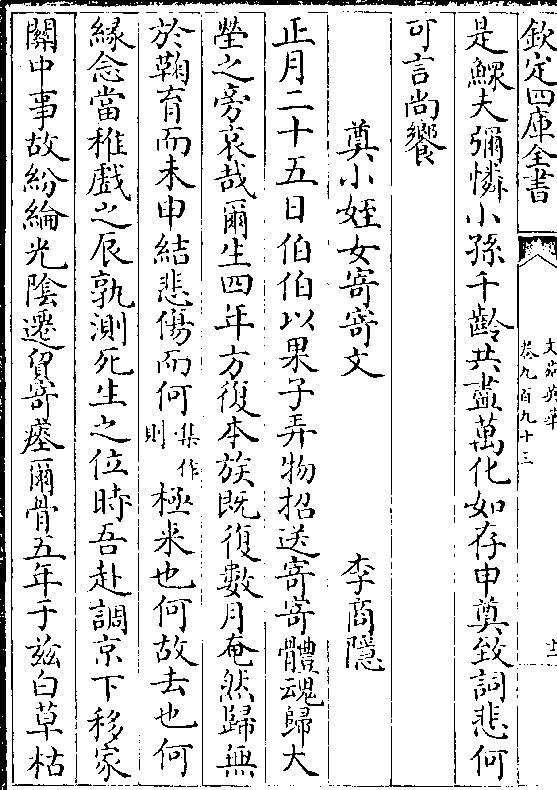 欽定四庫全書
文苑英華
卷九百九十三
十二
是鰥夫彌憐小孫千齡共盡萬化如存申奠致詞悲何
可言尚饗
奠小姪女寄寄文 李商隱
正月二十五日伯伯以果子弄物招送寄寄體魂歸大
塋之旁哀哉爾生四年方復本族既復數月奄然歸無
於鞠育而未申結悲傷而何集作則極来也何故去也何
縁念當稚戲之辰孰測死生之位時吾赴調京下移家
關中事故紛綸光陰遷貿寄瘞爾骨五年于兹白草枯